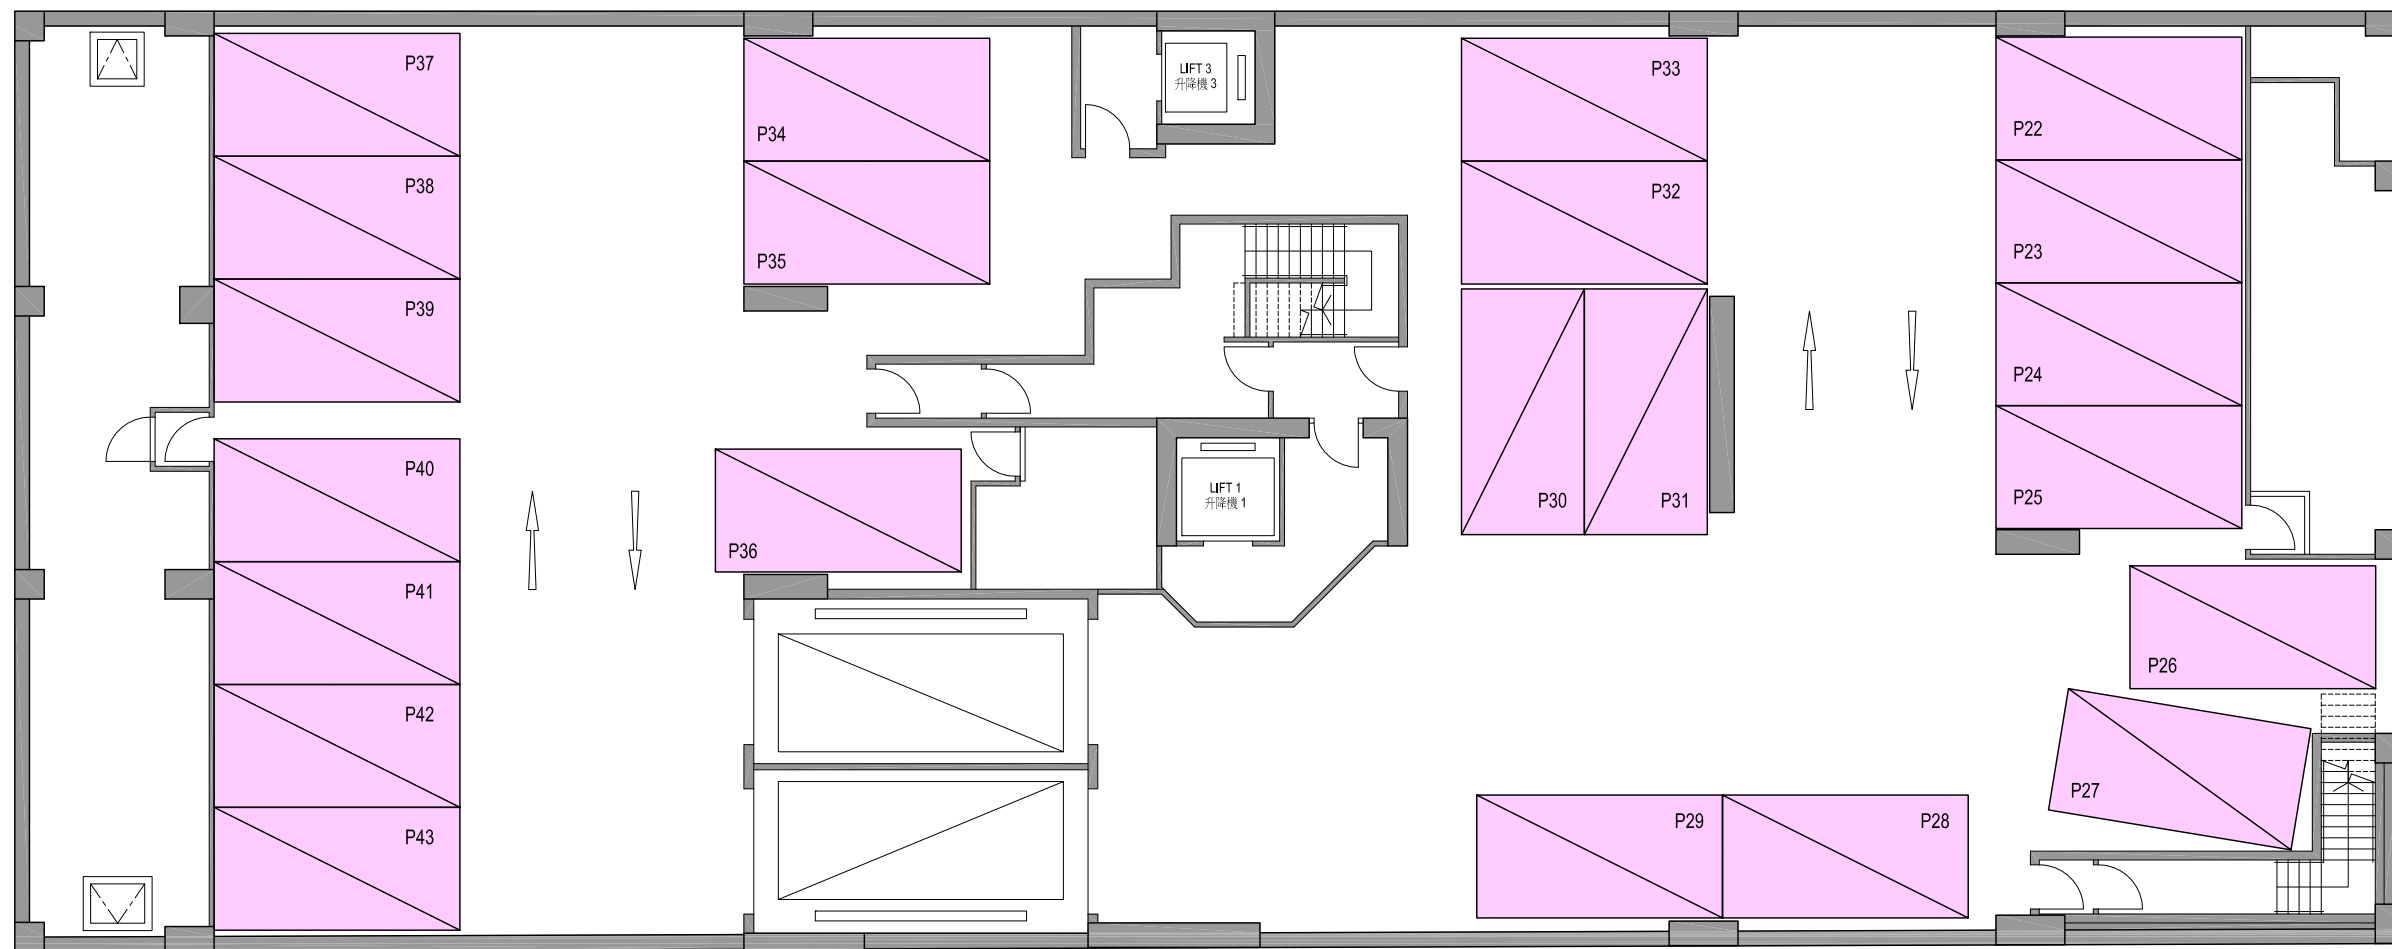 P37
P38
P39
P40
P41
P42
P43
P34
P35
P36
LIFT 3
升降機 3
LIFT 1
升降機 1
P33
P32
P30
P31
P29
P28
P22
P23
P24
P25
P26
P27